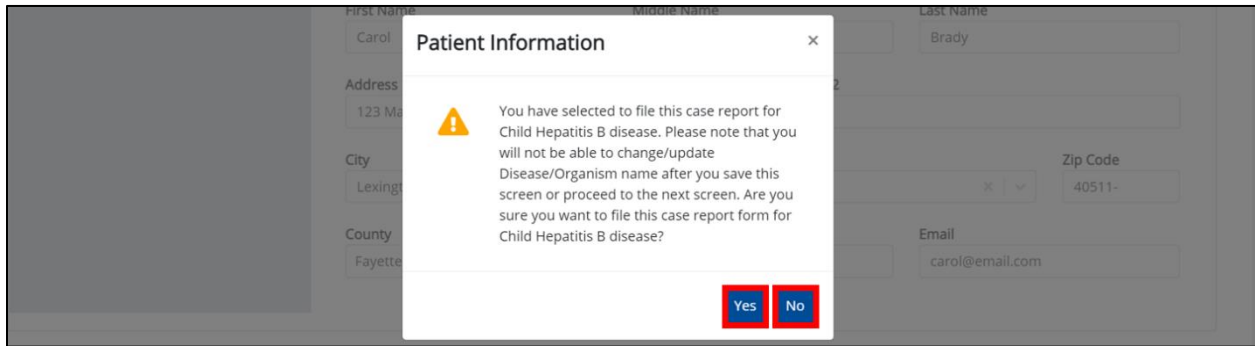 First Name Middle Name Last Name
Carol Brady
Patient Information
×
Address 2
123 Ma
You have selected to file this case report for
Child Hepatitis B disease. Please note that you
will not be able to change/update
Disease/Organism name after you save this
screen or proceed to the next screen. Are you
sure you want to file this case report form for
Child Hepatitis B disease?
City Zip Code
Lexingt 40511-
County Email
Fayette carol@email.com
Yes No